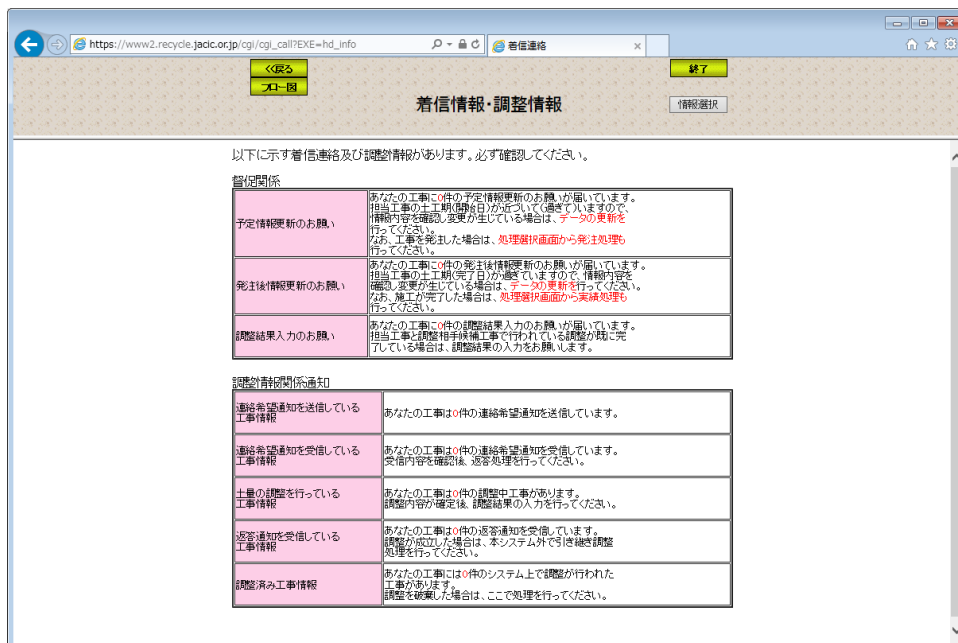 https://www2.recycle.jacic.or.jp/cgi/cgi_call?EXE=hd_info
着信連絡
<<戻る
終了
フロー図
着信情報・調整情報
情報選択
以下に示す着信連絡及び調整情報があります。必ず確認してください。
督促関係
予定情報更新のお願い
あなたの工事に0件の予定情報更新のお願いが届いています。
担当工事の土工期(開始日)が近づいて(過ぎて)いますので、
情報内容を確認し変更が生じている場合は、データの更新を
行ってください。
なお、工事を発注した場合は、処理選択画面から発注処理も
行ってください。
発注後情報更新のお願い
あなたの工事に0件の発注後情報更新のお願いが届いています。
担当工事の土工期(完了日)が過ぎていますので、情報内容を
確認し変更が生じている場合は、データの更新を行ってください。
なお、施工が完了した場合は、処理選択画面から実績処理も
行ってください。
調整結果入力のお願い
あなたの工事に0件の調整結果入力のお願いが届いています。
担当工事と調整相手候補工事で行われている調整が既に完
了している場合は、調整結果の入力をお願いします。
調整情報関係通知
連絡希望通知を送信している
工事情報
あなたの工事は0件の連絡希望通知を送信しています。
連絡希望通知を受信している
工事情報
あなたの工事は0件の連絡希望通知を受信しています。
受信内容を確認後、返答処理を行ってください。
土量の調整を行っている
工事情報
あなたの工事は0件の調整中工事があります。
調整内容が確定後、調整結果の入力を行ってください。
返答通知を受信している
工事情報
あなたの工事は0件の返答通知を受信しています。
調整が成立した場合は、本システム外で引き継ぎ調整
処理を行ってください。
調整済み工事情報
あなたの工事には0件のシステム上で調整が行われた
工事があります。
調整を破棄した場合は、ここで処理を行ってください。